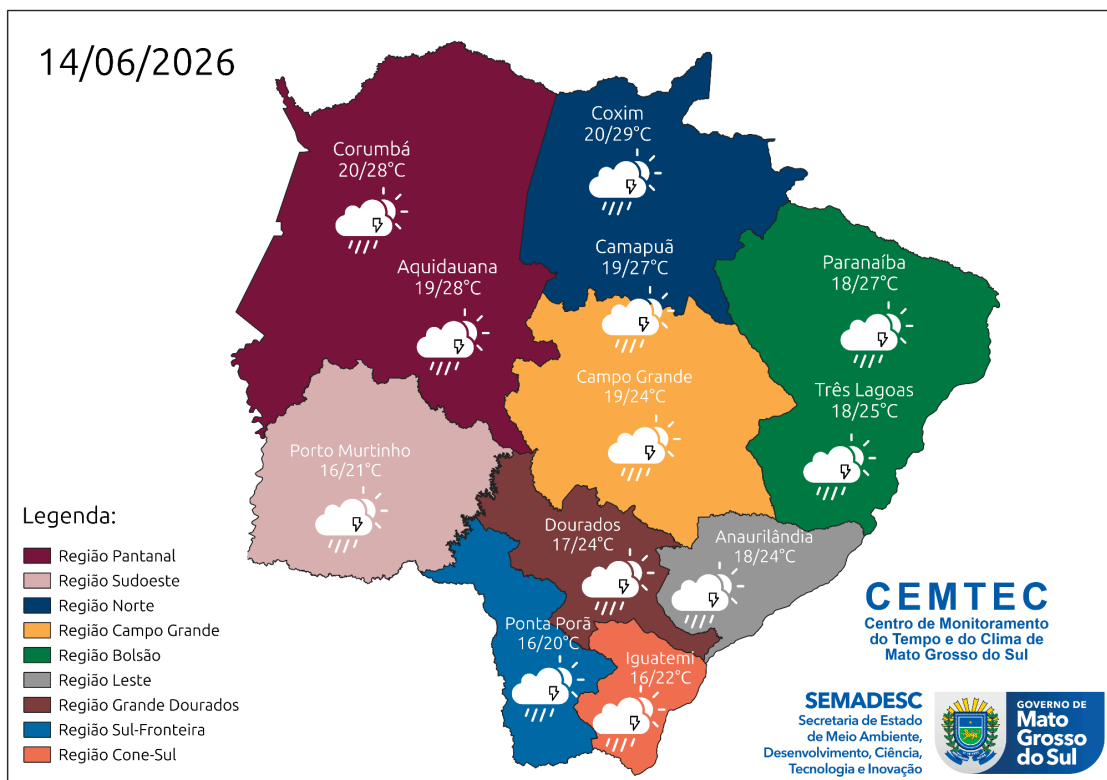 14/06/2026
Coxim
20/29°C
Corumbá
20/28°C
Camapuã
19/27°C
Aquidauana
19/28°C
Paranaíba
18/27°C
Campo Grande
19/24°C
Três Lagoas
18/25°C
Porto Murtinho
16/21°C
Dourados
17/24°C
Anaurilândia
18/24°C
Ponta Porã
16/20°C
Iguatemi
16/22°C
Legenda:
Região Pantanal
Região Sudoeste
Região Norte
Região Campo Grande
Região Bolsão
Região Leste
Região Grande Dourados
Região Sul-Fronteira
Região Cone-Sul
CEMTEC
Centro de Monitoramento
do Tempo e do Clima de
Mato Grosso do Sul
SEMADESC
Secretaria de Estado
de Meio Ambiente,
Desenvolvimento, Ciência,
Tecnologia e Inovação
GOVERNO DE
Mato
Grosso
do Sul